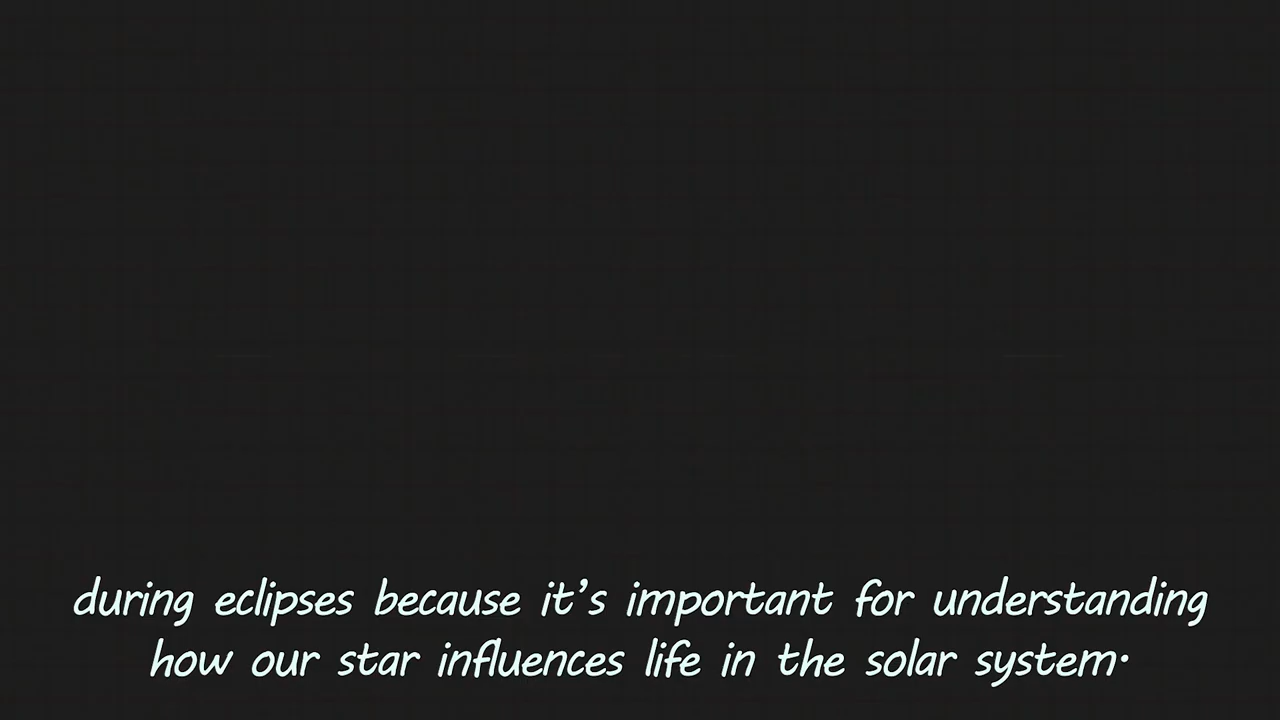 during eclipses because it’s important for understanding
how our star influences life in the solar system.